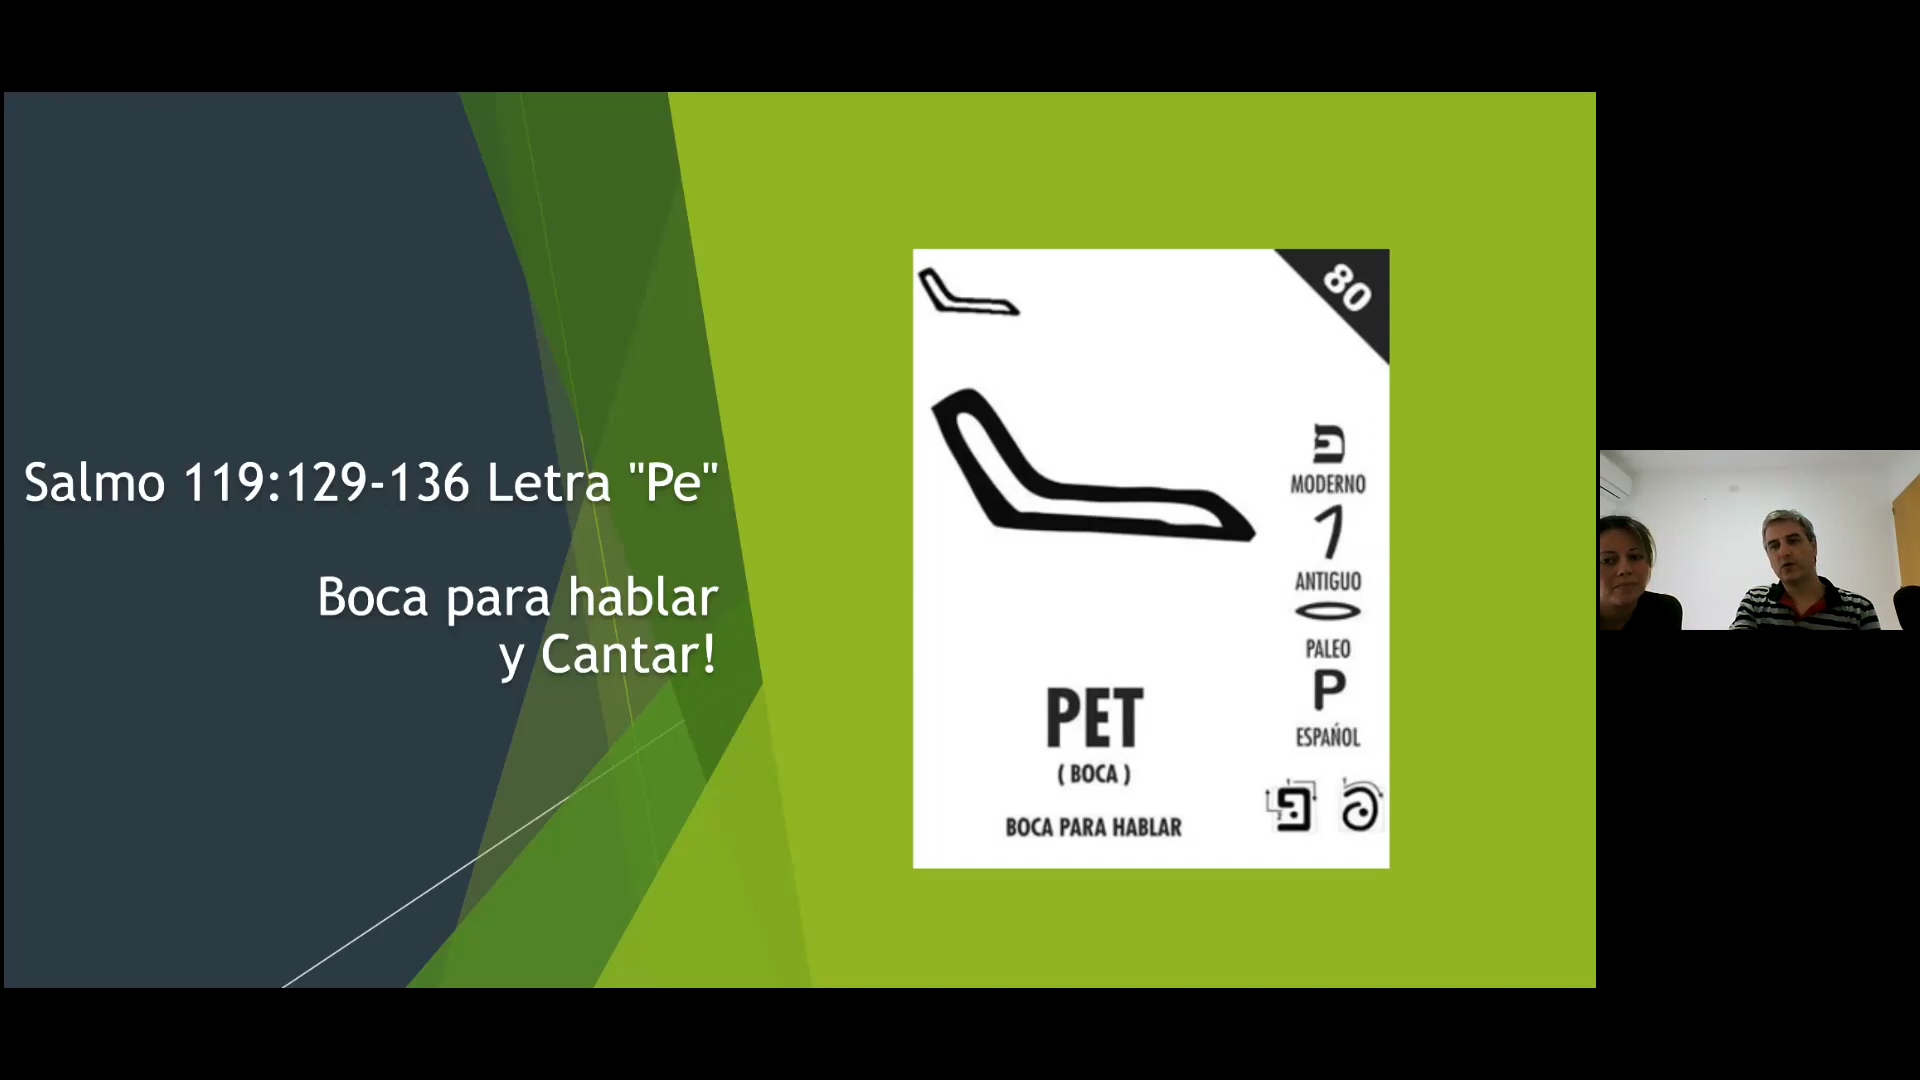 Salmo 119:129-136 Letra "Pe"
Boca para hablar
y Cantar!
80
פ
MODERNO
ANTIGUO
PALEO
P
ESPAÑOL
PET
( BOCA )
BOCA PARA HABLAR